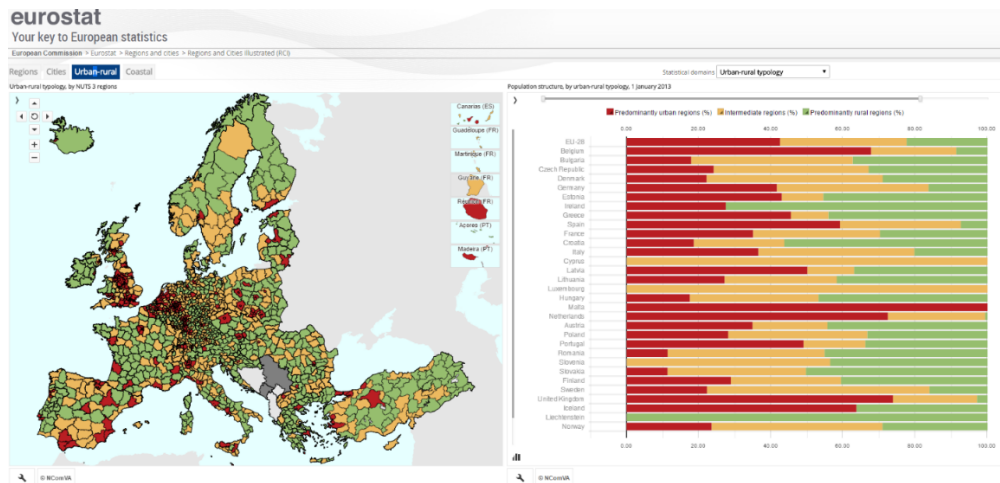 eurostat
Your key to European statistics
European Commission > Eurostat > Regions and cities > Regions and Cities Illustrated (RCI)
Regions Cities Urban-rural Coastal
Statistical domains Urban-rural typology
Urban-rural typology, by NUTS 3 regions
Population structure, by urban-rural typology, 1 January 2013
Canarias (ES)
Guadeloupe (FR)
Martinique (FR)
Guyane (FR)
Réunion (FR)
Açores (PT)
Madeira (PT)
Predominantly urban regions (%) Intermediate regions (%) Predominantly rural regions (%)
0.00 20.00 40.00 60.00 80.00 100.00
EU-28
Belgium
Bulgaria
Czech Republic
Denmark
Germany
Estonia
Ireland
Greece
Spain
France
Croatia
Italy
Cyprus
Latvia
Lithuania
Luxembourg
Hungary
Malta
Netherlands
Austria
Poland
Portugal
Romania
Slovenia
Slovakia
Finland
Sweden
United Kingdom
Iceland
Liechtenstein
Norway
0.00 20.00 40.00 60.00 80.00 100.00
© NComVA
© NComVA